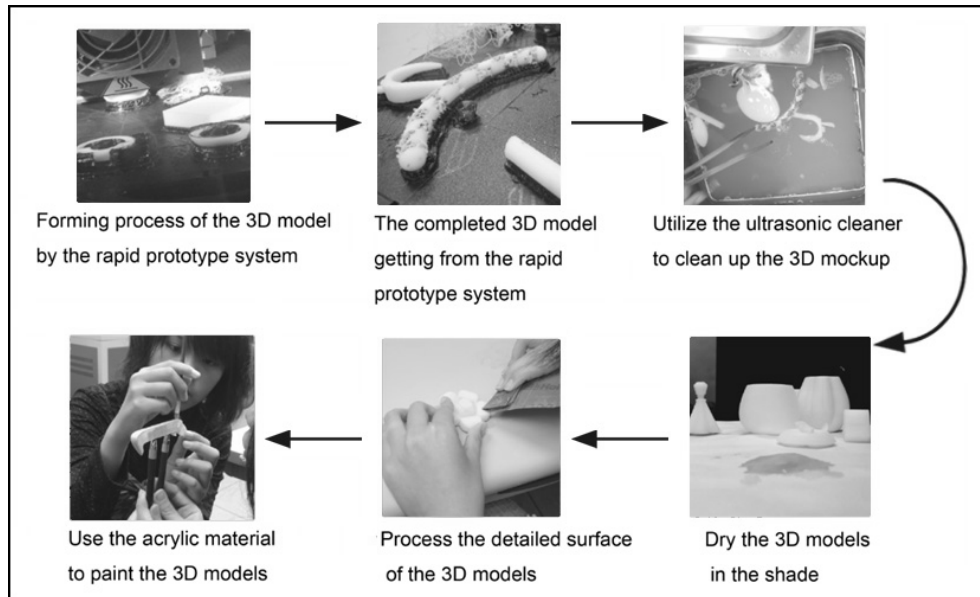 Forming process of the 3D model
by the rapid prototype system
The completed 3D model
getting from the rapid
prototype system
Utilize the ultrasonic cleaner
to clean up the 3D mockup
Dry the 3D models
in the shade
Process the detailed surface
of the 3D models
Use the acrylic material
to paint the 3D models